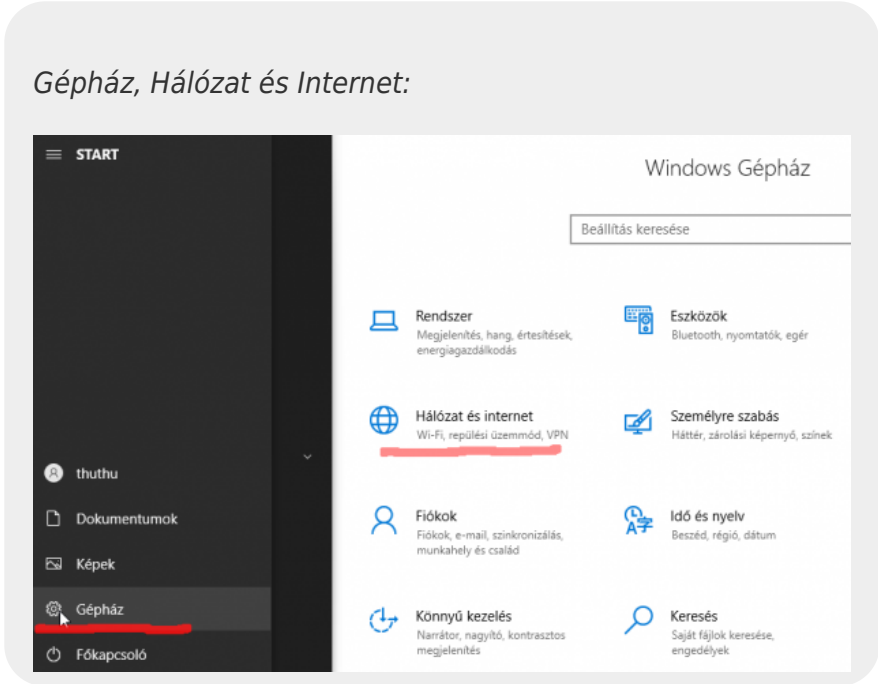 Gépház, Hálózat és Internet:
START
thuthu
Dokumentumok
Képek
Gépház
Főkapcsoló
Windows Gépház
Beállítás keresése
Rendszer
Megjelenítés, hang, értesítések,
energiagazdálkodás
Eszközök
Bluetooth, nyomtatók, egér
Hálózat és internet
Wi-Fi, repülési üzemmód, VPN
Személyre szabás
Háttér, zárolási képernyő, színek
Fiókok
Fiókok, e-mail, szinkronizálás,
munkahely és család
Idő és nyelv
Beszéd, régió, dátum
Könnyű kezelés
Narrátor, nagyító, kontrasztos
megjelenítés
Keresés
Saját fájlok keresése,
engedélyek